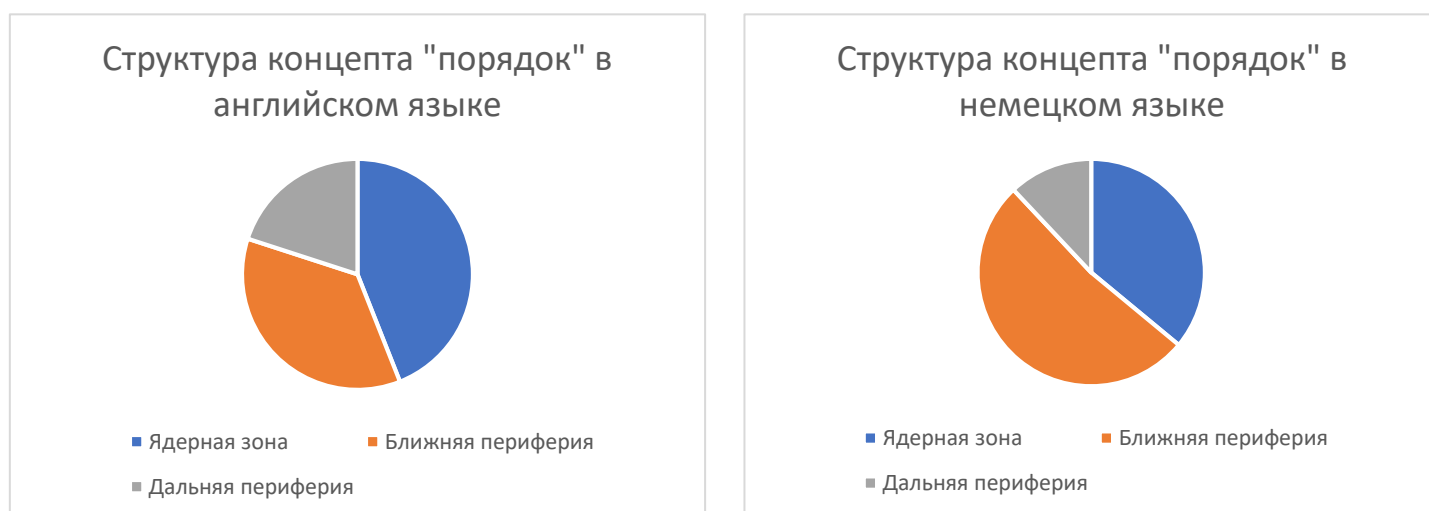 Структура концепта "порядок" в
английском языке
Ядерная зона
Ближняя периферия
Дальняя периферия
Структура концепта "порядок" в
немецком языке
Ядерная зона
Ближняя периферия
Дальняя периферия